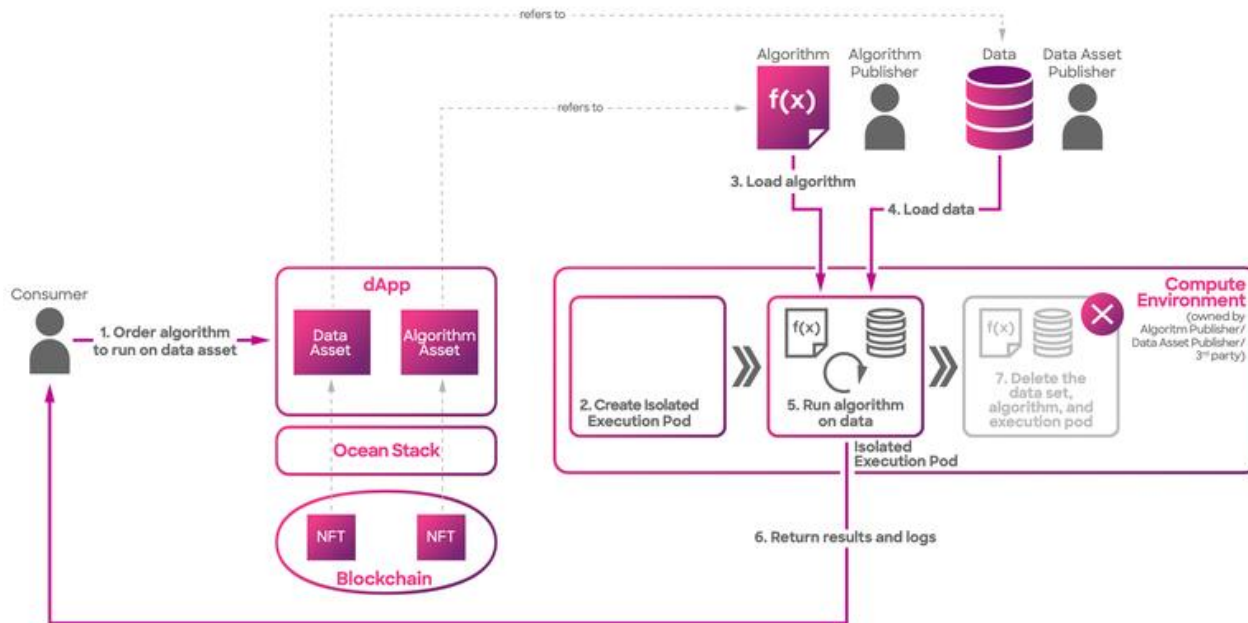 refers to
Algorithm
Algorithm
Publisher
Data
Data Asset
Publisher
refers to
f(x)
3. Load algorithm
4. Load data
Consumer
1. Order algorithm
to run on data asset
dApp
Data
Asset
Algorithm
Asset
Ocean Stack
NFT
NFT
Blockchain
Compute
Environment
(owned by
Algoritm Publisher/
Data Asset Publisher/
3rd party)
2. Create Isolated
Execution Pod
f(x)
5. Run algorithm
on data
Isolated
Execution Pod
f(x)
7. Delete the
data set,
algorithm, and
execution pod
6. Return results and logs